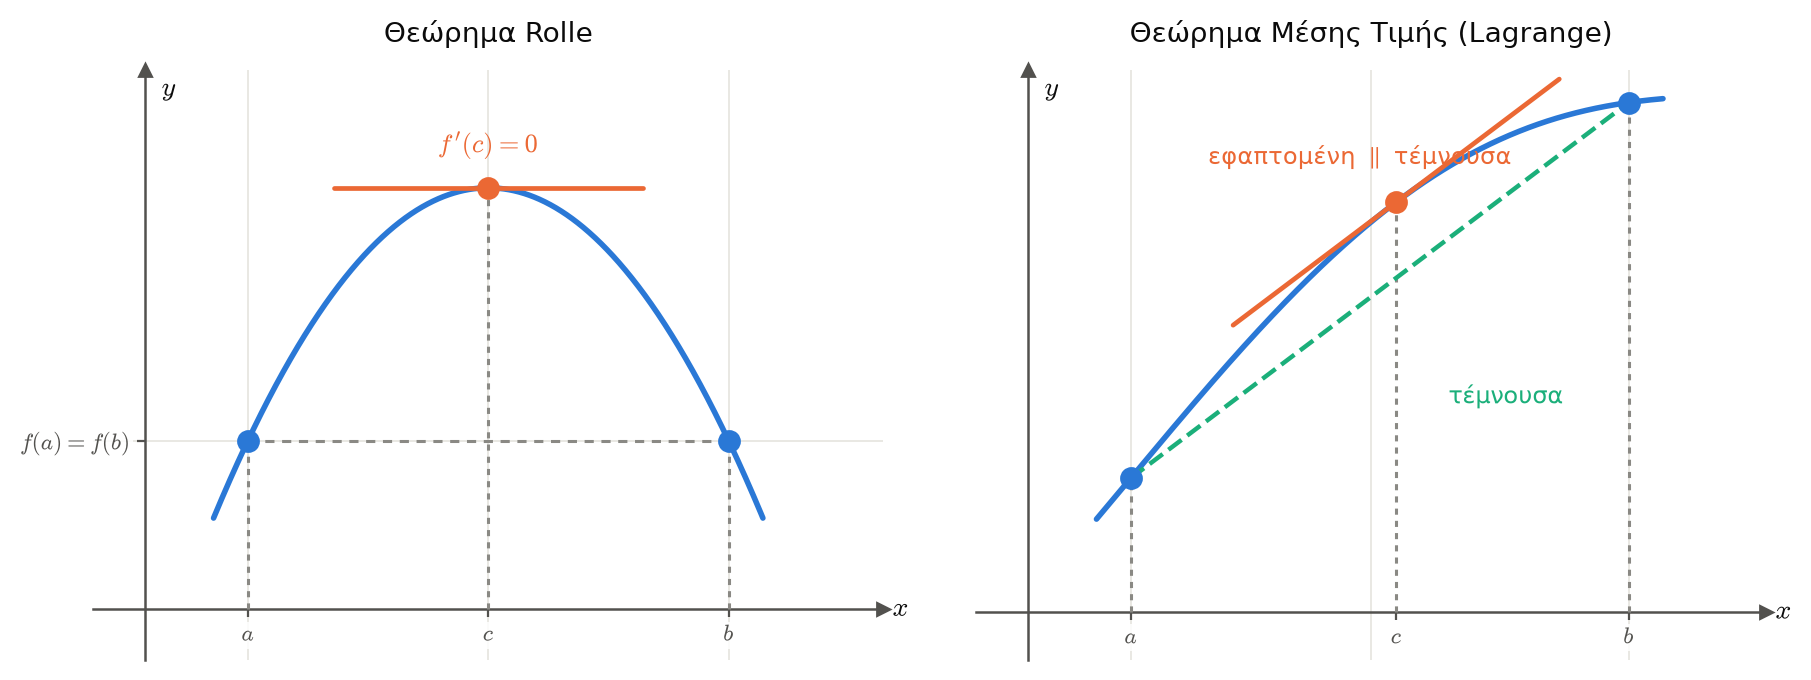 Θεώρημα Rolle
y
f′(c) = 0
f(a) = f(b)
a
c
b
x
Θεώρημα Μέσης Τιμής (Lagrange)
y
εφαπτομένη ∥ τέμνουσα
τέμνουσα
a
c
b
x